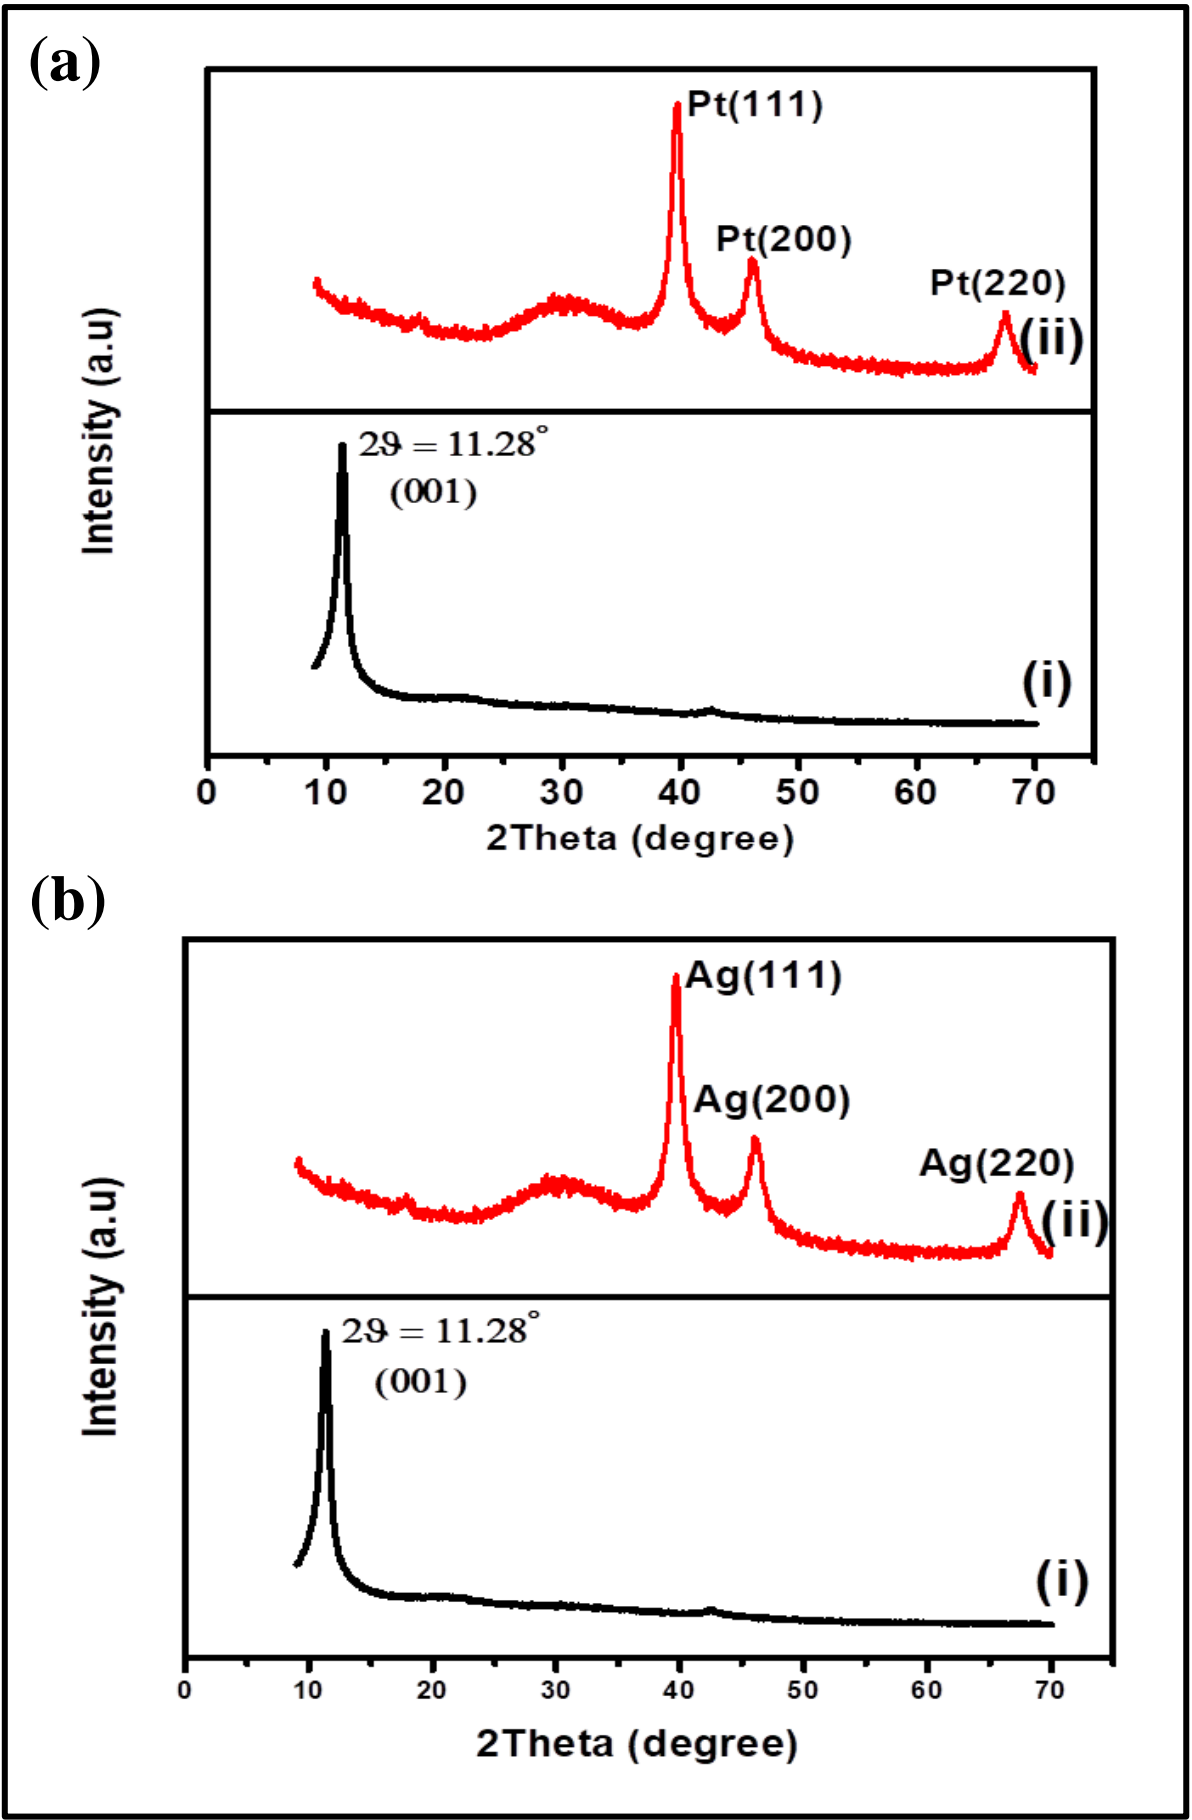 (a)
Pt(111)
Pt(200)
Pt(220)
(ii)
Intensity (a.u)
2ϑ = 11.28°
(001)
(i)
0 10 20 30 40 50 60 70
2Theta (degree)
(b)
Ag(111)
Ag(200)
Ag(220)
(ii)
Intensity (a.u)
2ϑ = 11.28°
(001)
(i)
0 10 20 30 40 50 60 70
2Theta (degree)